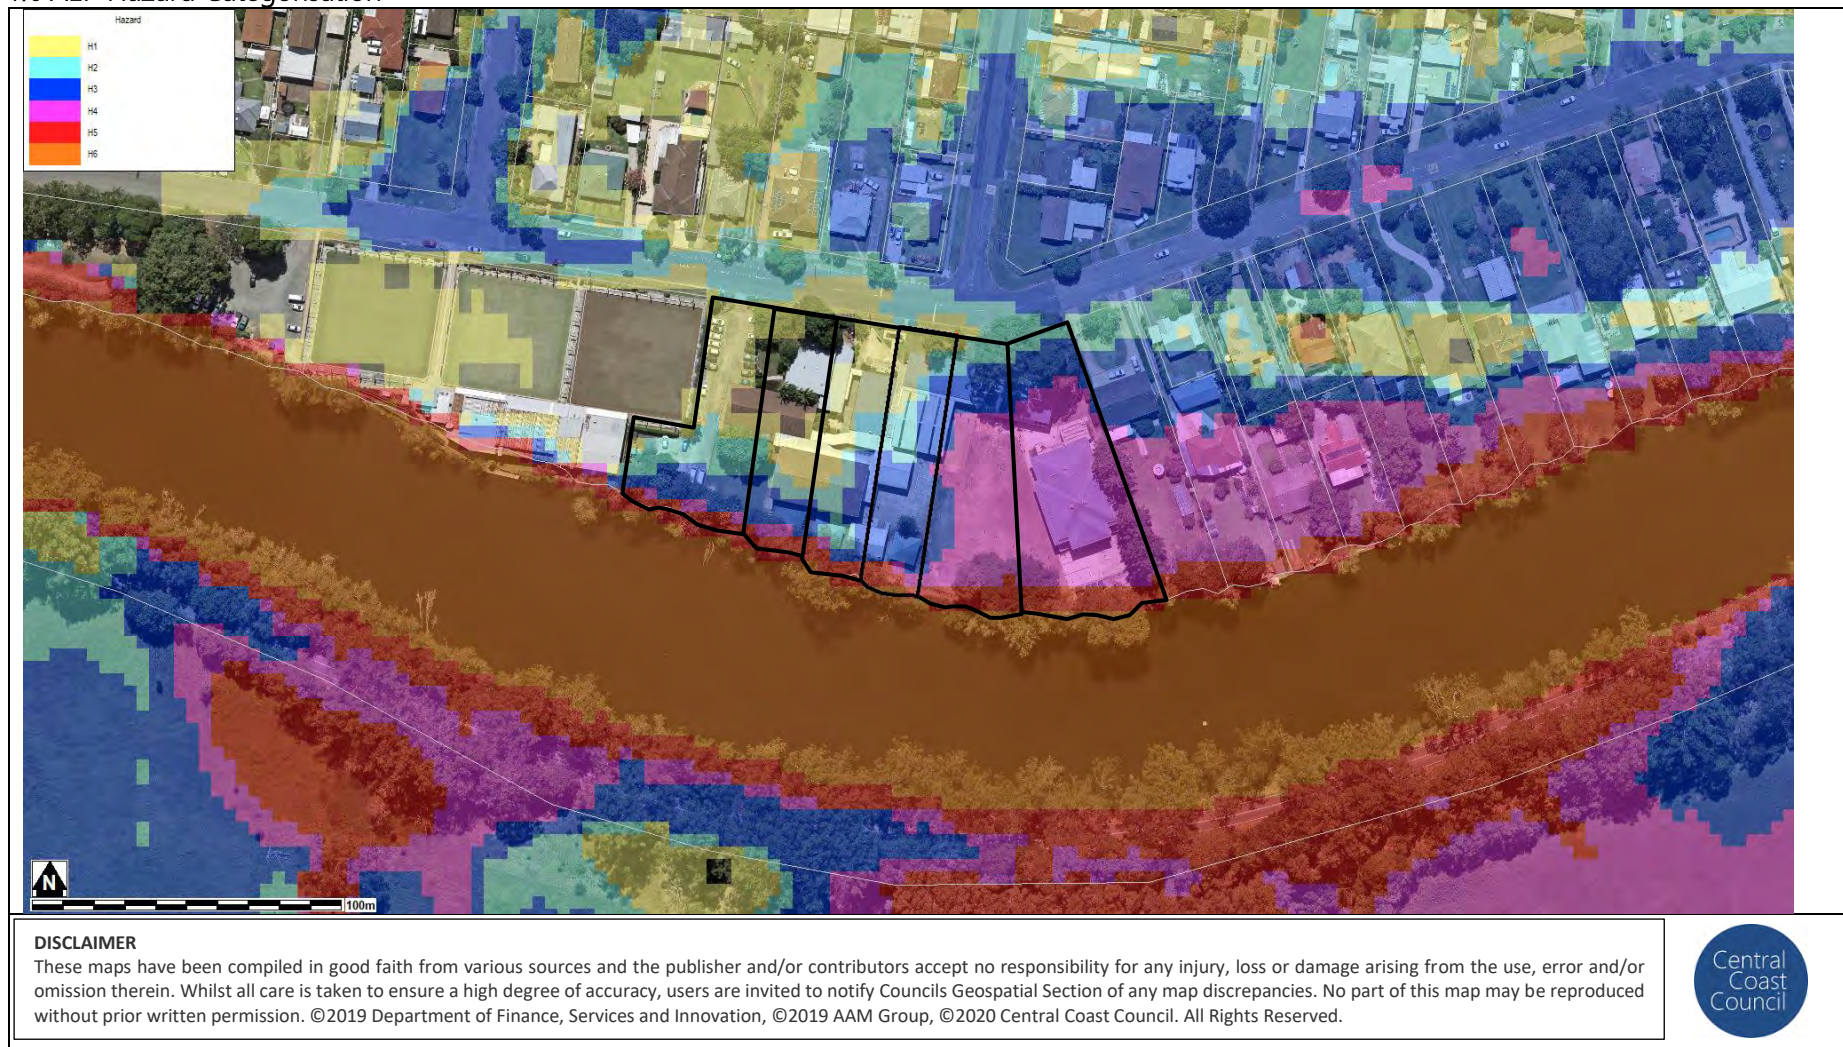 Hazard Categorisation
Hazard
H1
H2
H3
H4
H5
H6
N
100m
DISCLAIMER
These maps have been compiled in good faith from various sources and the publisher and/or contributors accept no responsibility for any injury, loss or damage arising from the use, error and/or
omission therein. Whilst all care is taken to ensure a high degree of accuracy, users are invited to notify Councils Geospatial Section of any map discrepancies. No part of this map may be reproduced
without prior written permission. ©2019 Department of Finance, Services and Innovation, ©2019 AAM Group, ©2020 Central Coast Council. All Rights Reserved.
Central
Coast
Council